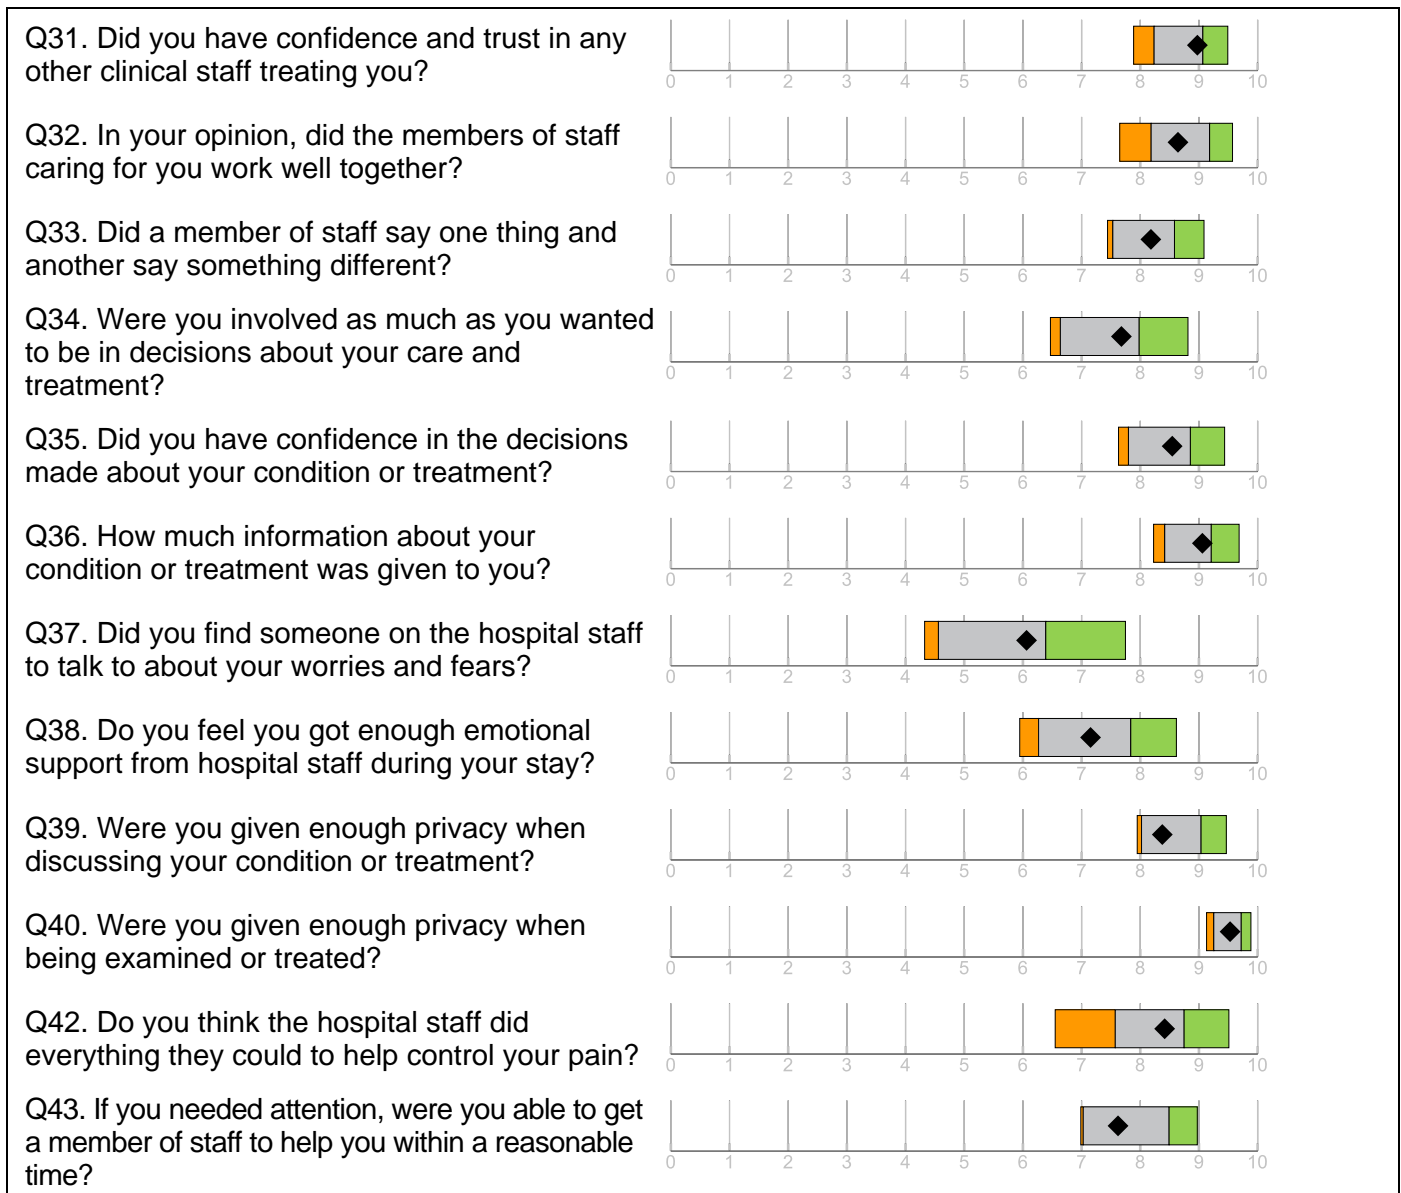 Q31. Did you have confidence and trust in any
other clinical staff treating you?
0 1 2 3 4 5 6 7 8 9 10
Q32. In your opinion, did the members of staff
caring for you work well together?
0 1 2 3 4 5 6 7 8 9 10
Q33. Did a member of staff say one thing and
another say something different?
0 1 2 3 4 5 6 7 8 9 10
Q34. Were you involved as much as you wanted
to be in decisions about your care and
treatment?
0 1 2 3 4 5 6 7 8 9 10
Q35. Did you have confidence in the decisions
made about your condition or treatment?
0 1 2 3 4 5 6 7 8 9 10
Q36. How much information about your
condition or treatment was given to you?
0 1 2 3 4 5 6 7 8 9 10
Q37. Did you find someone on the hospital staff
to talk to about your worries and fears?
0 1 2 3 4 5 6 7 8 9 10
Q38. Do you feel you got enough emotional
support from hospital staff during your stay?
0 1 2 3 4 5 6 7 8 9 10
Q39. Were you given enough privacy when
discussing your condition or treatment?
0 1 2 3 4 5 6 7 8 9 10
Q40. Were you given enough privacy when
being examined or treated?
0 1 2 3 4 5 6 7 8 9 10
Q42. Do you think the hospital staff did
everything they could to help control your pain?
0 1 2 3 4 5 6 7 8 9 10
Q43. If you needed attention, were you able to get
a member of staff to help you within a reasonable
time?
0 1 2 3 4 5 6 7 8 9 10